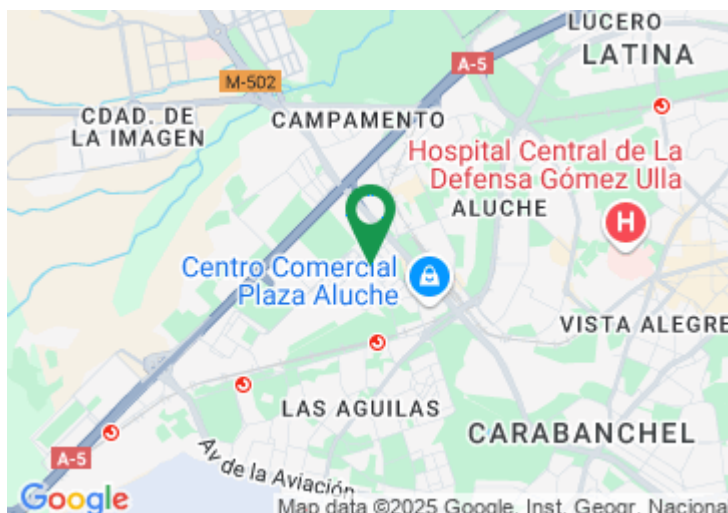 LUCERO
LATINA
A-5
M-502
CDAD. DE
LA IMAGEN
CAMPAMENTO
Hospital Central de La
Defensa Gómez Ulla
H
ALUCHE
Centro Comercial
Plaza Aluche
VISTA ALEGRE
LAS AGUILAS
CARABANCHEL
A-5
Av de la Aviación
Google
Map data ©2025 Google, Inst. Geogr. Naciona